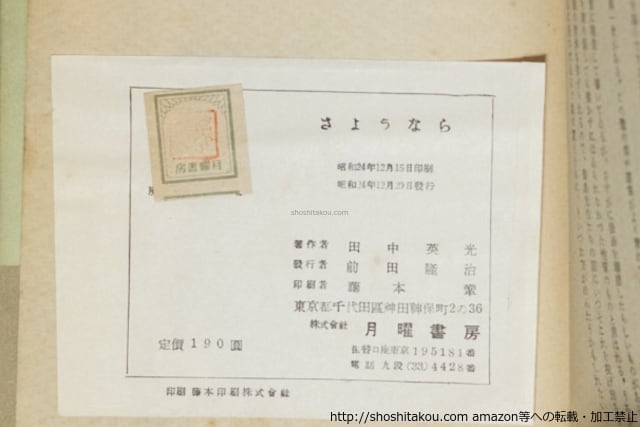 さようなら
昭和24年12月15日印刷
昭和24年12月20日発行
shoshitakou.com
著作者 田中英光
發行者 前田隆治
印刷者 藤本
東京都千代田區神田神保町2の36
株式會社 月曜書房
振替口座東京195181番
電話九段(33)4428番
定價190圓
房書曜月
印刷 藤本印刷株式會社
http://shoshitakou.com amazon等への転載・加工禁止